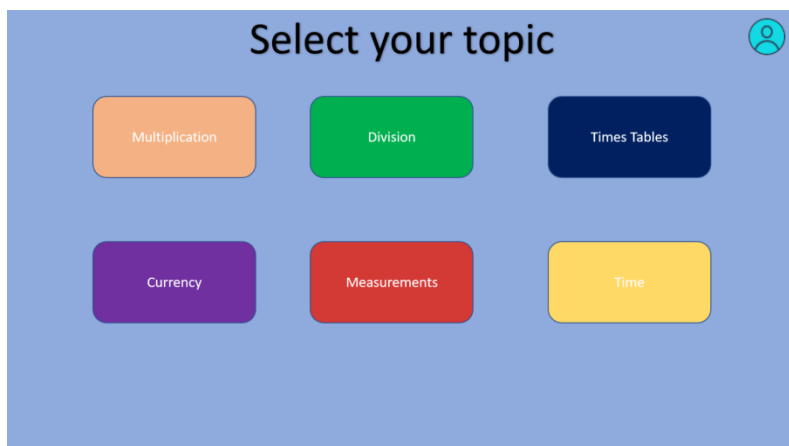 Select your topic
Multiplication
Division
Times Tables
Currency
Measurements
Time